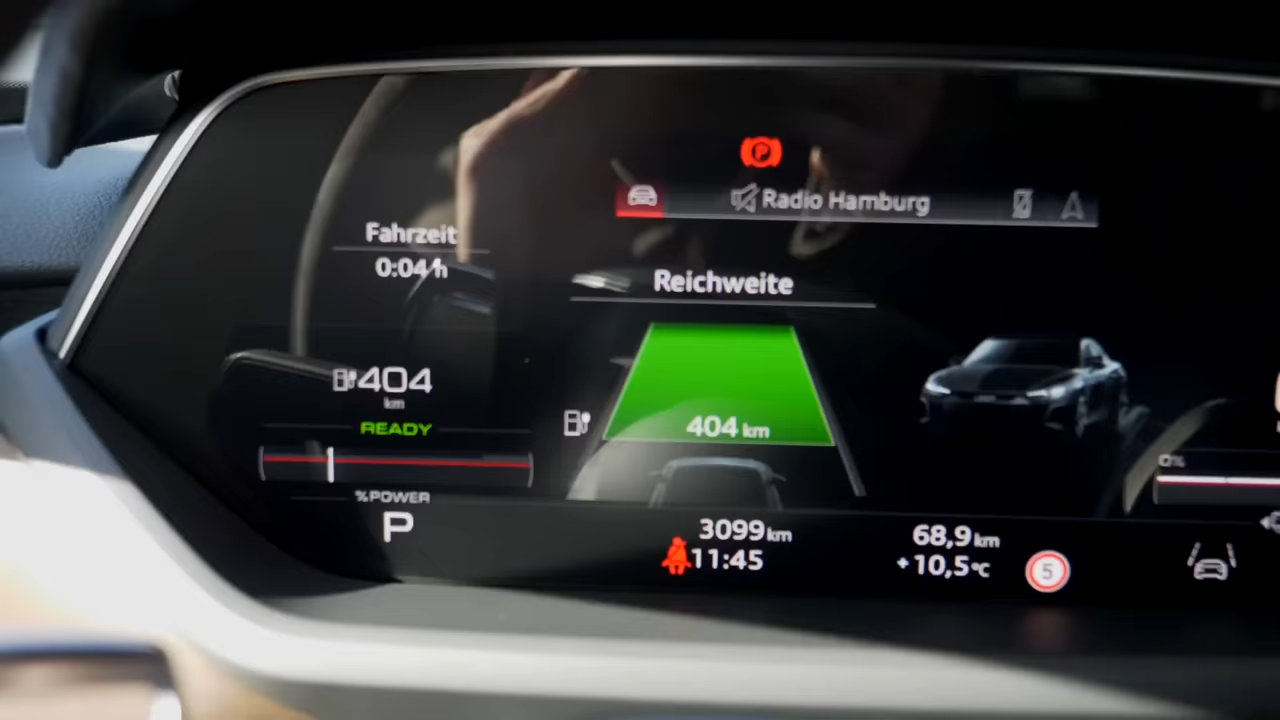 Radio Hamburg
Fahrzeit
0:04 h
Reichweite
404
km
READY
404 km
0%
%POWER
P
3099 km
68,9 km
11:45
+10,5 °C
5